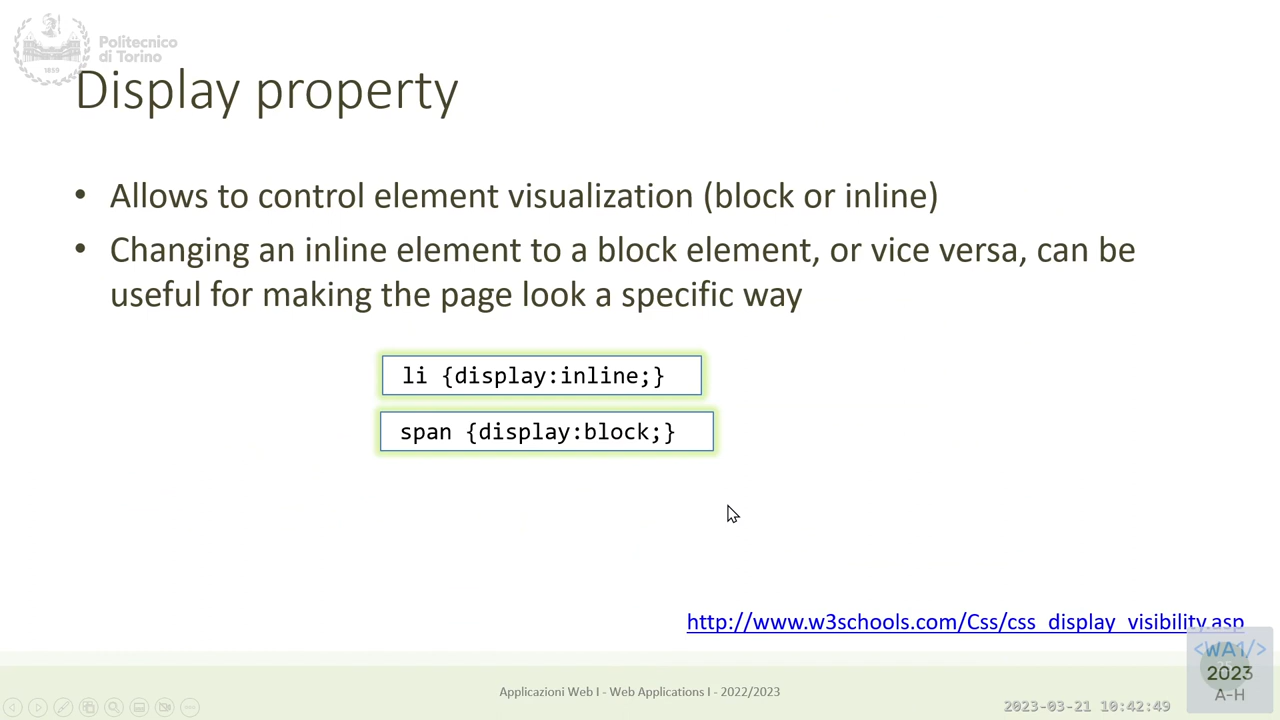 Politecnico
di Torino
1859
Display property
• Allows to control element visualization (block or inline)
• Changing an inline element to a block element, or vice versa, can be
useful for making the page look a specific way
li {display:inline;}
span {display:block;}
http://www.w3schools.com/Css/css_display_visibility.asp
<WA1/>
2023
A-H
Applicazioni Web I - Web Applications I - 2022/2023
2023-03-21 10:42:49